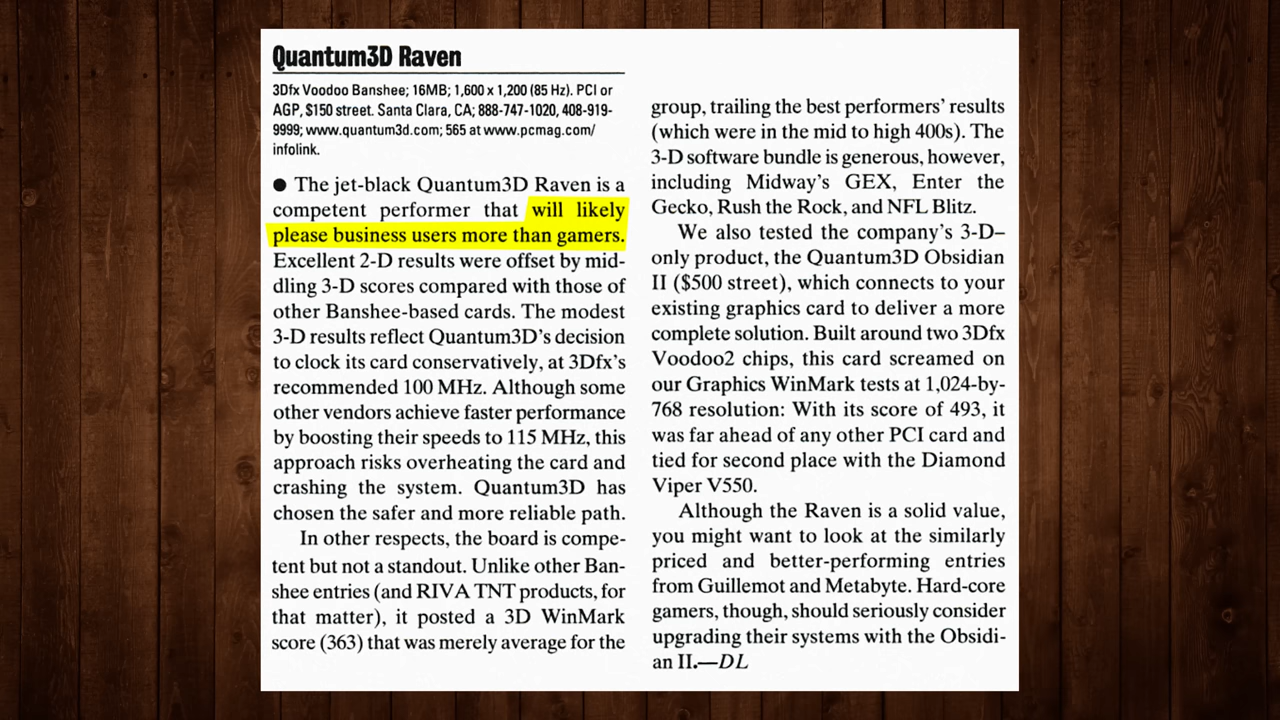 Quantum3D Raven
3Dfx Voodoo Banshee; 16MB; 1,600 x 1,200 (85 Hz). PCI or
AGP, $150 street. Santa Clara, CA; 888-747-1020, 408-919-
9999; www.quantum3d.com; 565 at www.pcmag.com/
infolink.
● The jet-black Quantum3D Raven is a
competent performer that will likely
please business users more than gamers.
Excellent 2-D results were offset by mid-
dling 3-D scores compared with those of
other Banshee-based cards. The modest
3-D results reflect Quantum3D's decision
to clock its card conservatively, at 3Dfx's
recommended 100 MHz. Although some
other vendors achieve faster performance
by boosting their speeds to 115 MHz, this
approach risks overheating the card and
crashing the system. Quantum3D has
chosen the safer and more reliable path.
In other respects, the board is compe-
tent but not a standout. Unlike other Ban-
shee entries (and RIVA TNT products, for
that matter), it posted a 3D WinMark
score (363) that was merely average for the
group, trailing the best performers' results
(which were in the mid to high 400s). The
3-D software bundle is generous, however,
including Midway's GEX, Enter the
Gecko, Rush the Rock, and NFL Blitz.
We also tested the company's 3-D–
only product, the Quantum3D Obsidian
II ($500 street), which connects to your
existing graphics card to deliver a more
complete solution. Built around two 3Dfx
Voodoo2 chips, this card screamed on
our Graphics WinMark tests at 1,024-by-
768 resolution: With its score of 493, it
was far ahead of any other PCI card and
tied for second place with the Diamond
Viper V550.
Although the Raven is a solid value,
you might want to look at the similarly
priced and better-performing entries
from Guillemot and Metabyte. Hard-core
gamers, though, should seriously consider
upgrading their systems with the Obsidi-
an II.—DL